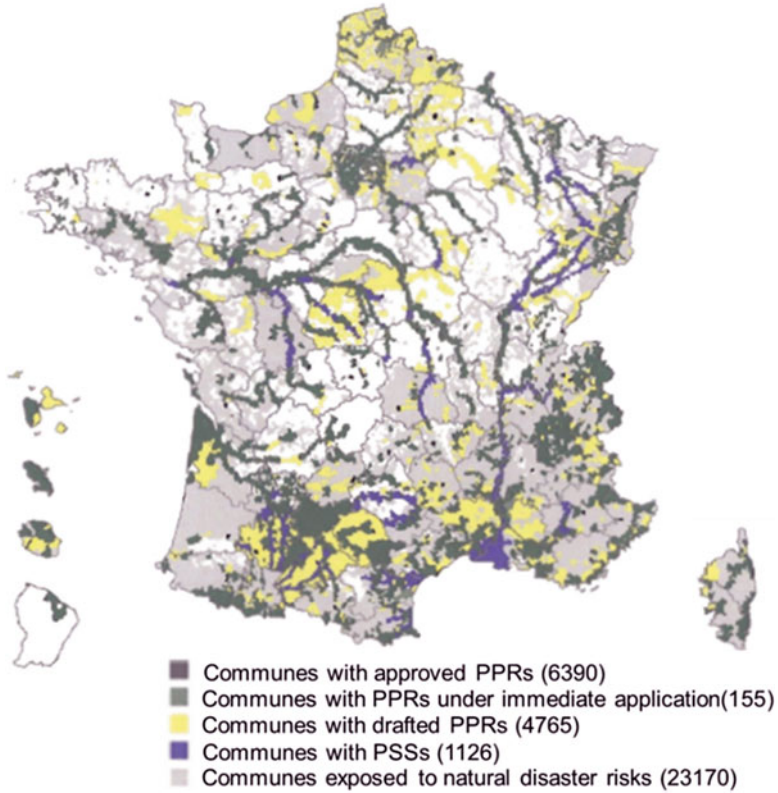 Communes with approved PPRs (6390)
Communes with PPRs under immediate application(155)
Communes with drafted PPRs (4765)
Communes with PSSs (1126)
Communes exposed to natural disaster risks (23170)